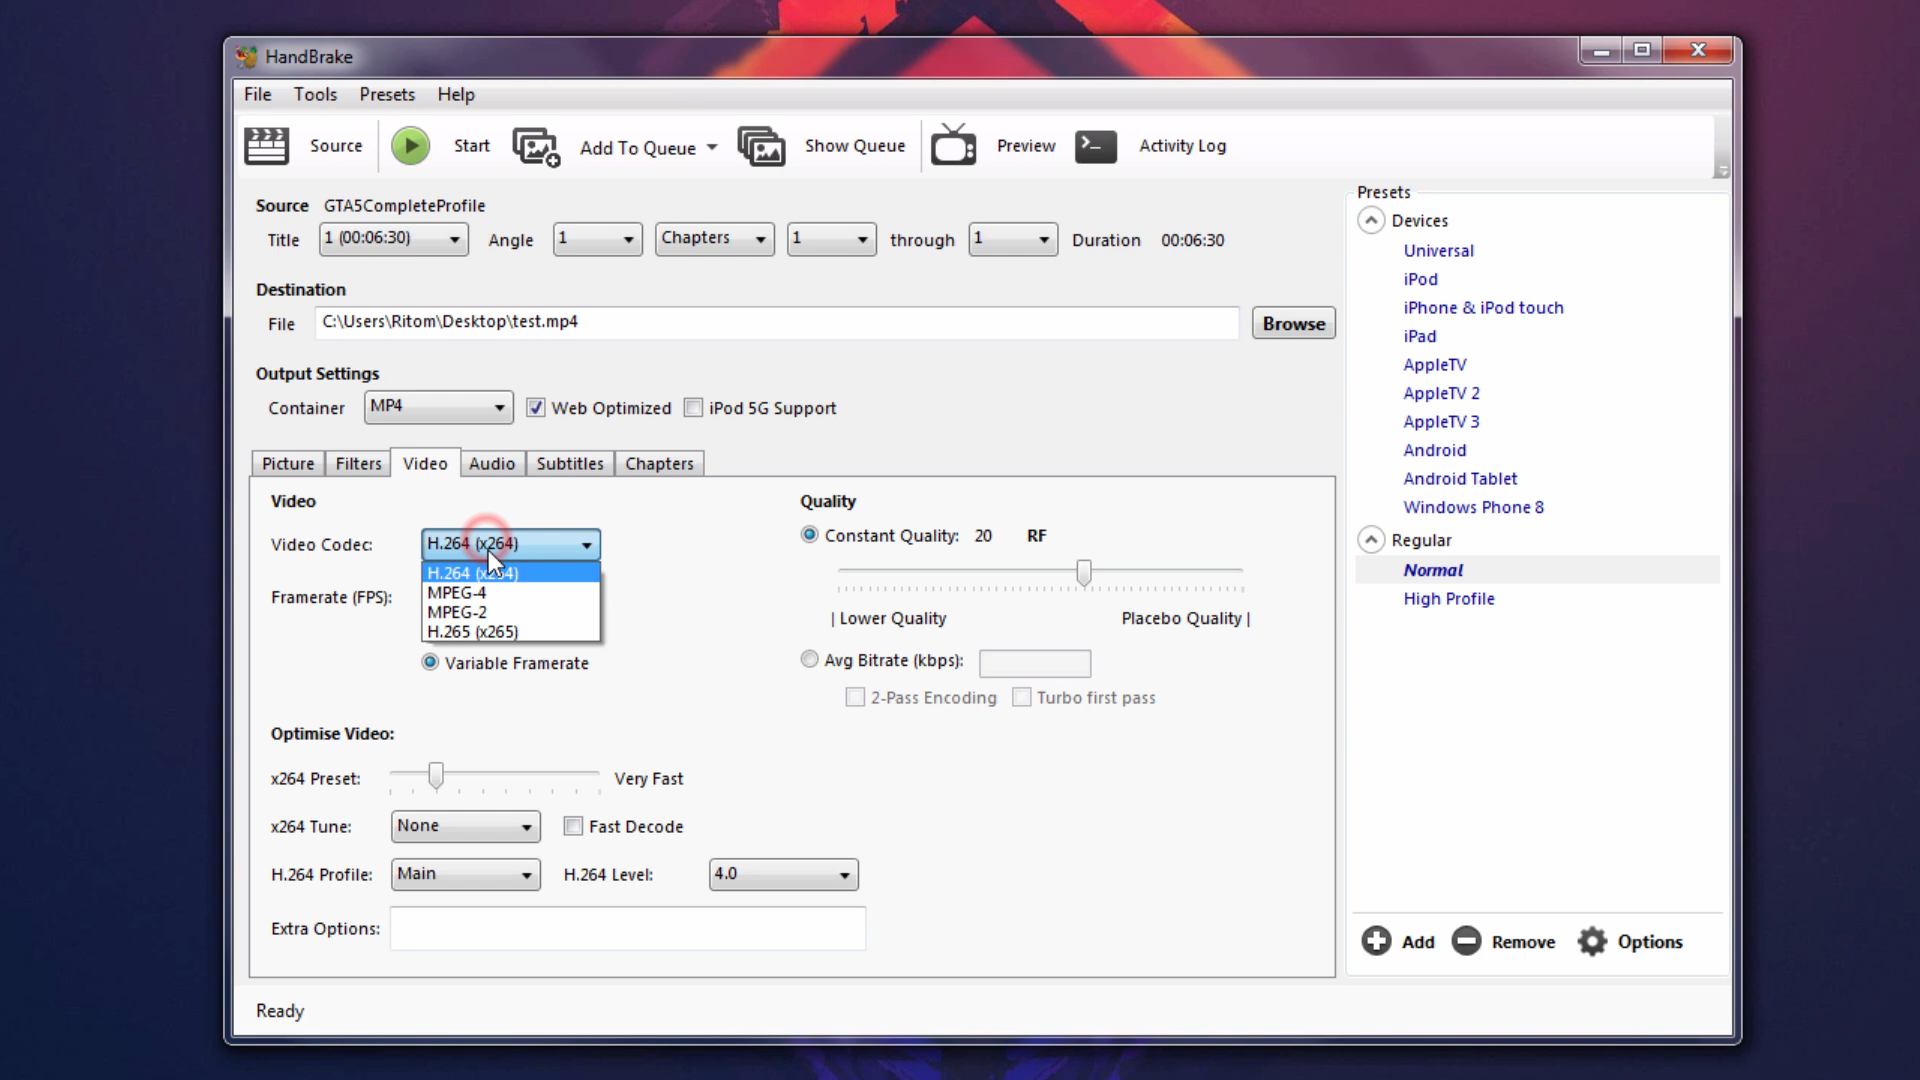 HandBrake
File Tools Presets Help
Source Start Add To Queue Show Queue Preview Activity Log
Source GTA5CompleteProfile
Title 1 (00:06:30) Angle 1 Chapters 1 through 1 Duration 00:06:30
Destination
File C:\Users\Ritom\Desktop\test.mp4 Browse
Output Settings
Container MP4 Web Optimized iPod 5G Support
Picture Filters Video Audio Subtitles Chapters
Video
Video Codec: H.264 (x264)
H.264 (x264)
MPEG-4
MPEG-2
H.265 (x265)
Framerate (FPS):
Variable Framerate
Quality
Constant Quality: 20 RF
| Lower Quality Placebo Quality |
Avg Bitrate (kbps):
2-Pass Encoding Turbo first pass
Optimise Video:
x264 Preset: Very Fast
x264 Tune: None Fast Decode
H.264 Profile: Main H.264 Level: 4.0
Extra Options:
Presets
Devices
Universal
iPod
iPhone & iPod touch
iPad
AppleTV
AppleTV 2
AppleTV 3
Android
Android Tablet
Windows Phone 8
Regular
Normal
High Profile
Add Remove Options
Ready